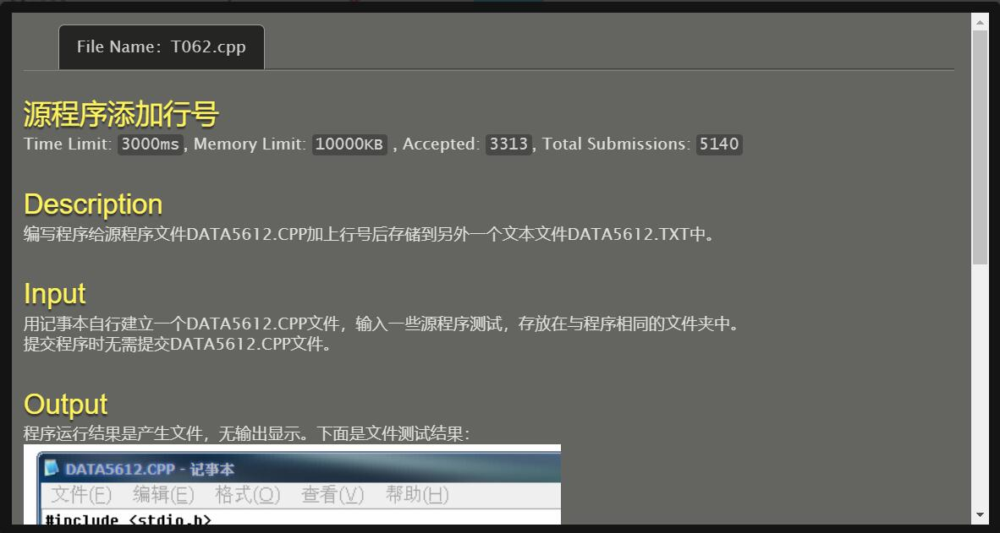 File Name: T062.cpp
源程序添加行号
Time Limit: 3000ms, Memory Limit: 10000KB , Accepted: 3313, Total Submissions: 5140
Description
编写程序给源程序文件DATA5612.CPP加上行号后存储到另外一个文本文件DATA5612.TXT中。
Input
用记事本自行建立一个DATA5612.CPP文件，输入一些源程序测试，存放在与程序相同的文件夹中。
提交程序时无需提交DATA5612.CPP文件。
Output
程序运行结果是产生文件，无输出显示。下面是文件测试结果：
DATA5612.CPP - 记事本
文件(F) 编辑(E) 格式(O) 查看(V) 帮助(H)
#include <stdio.h>